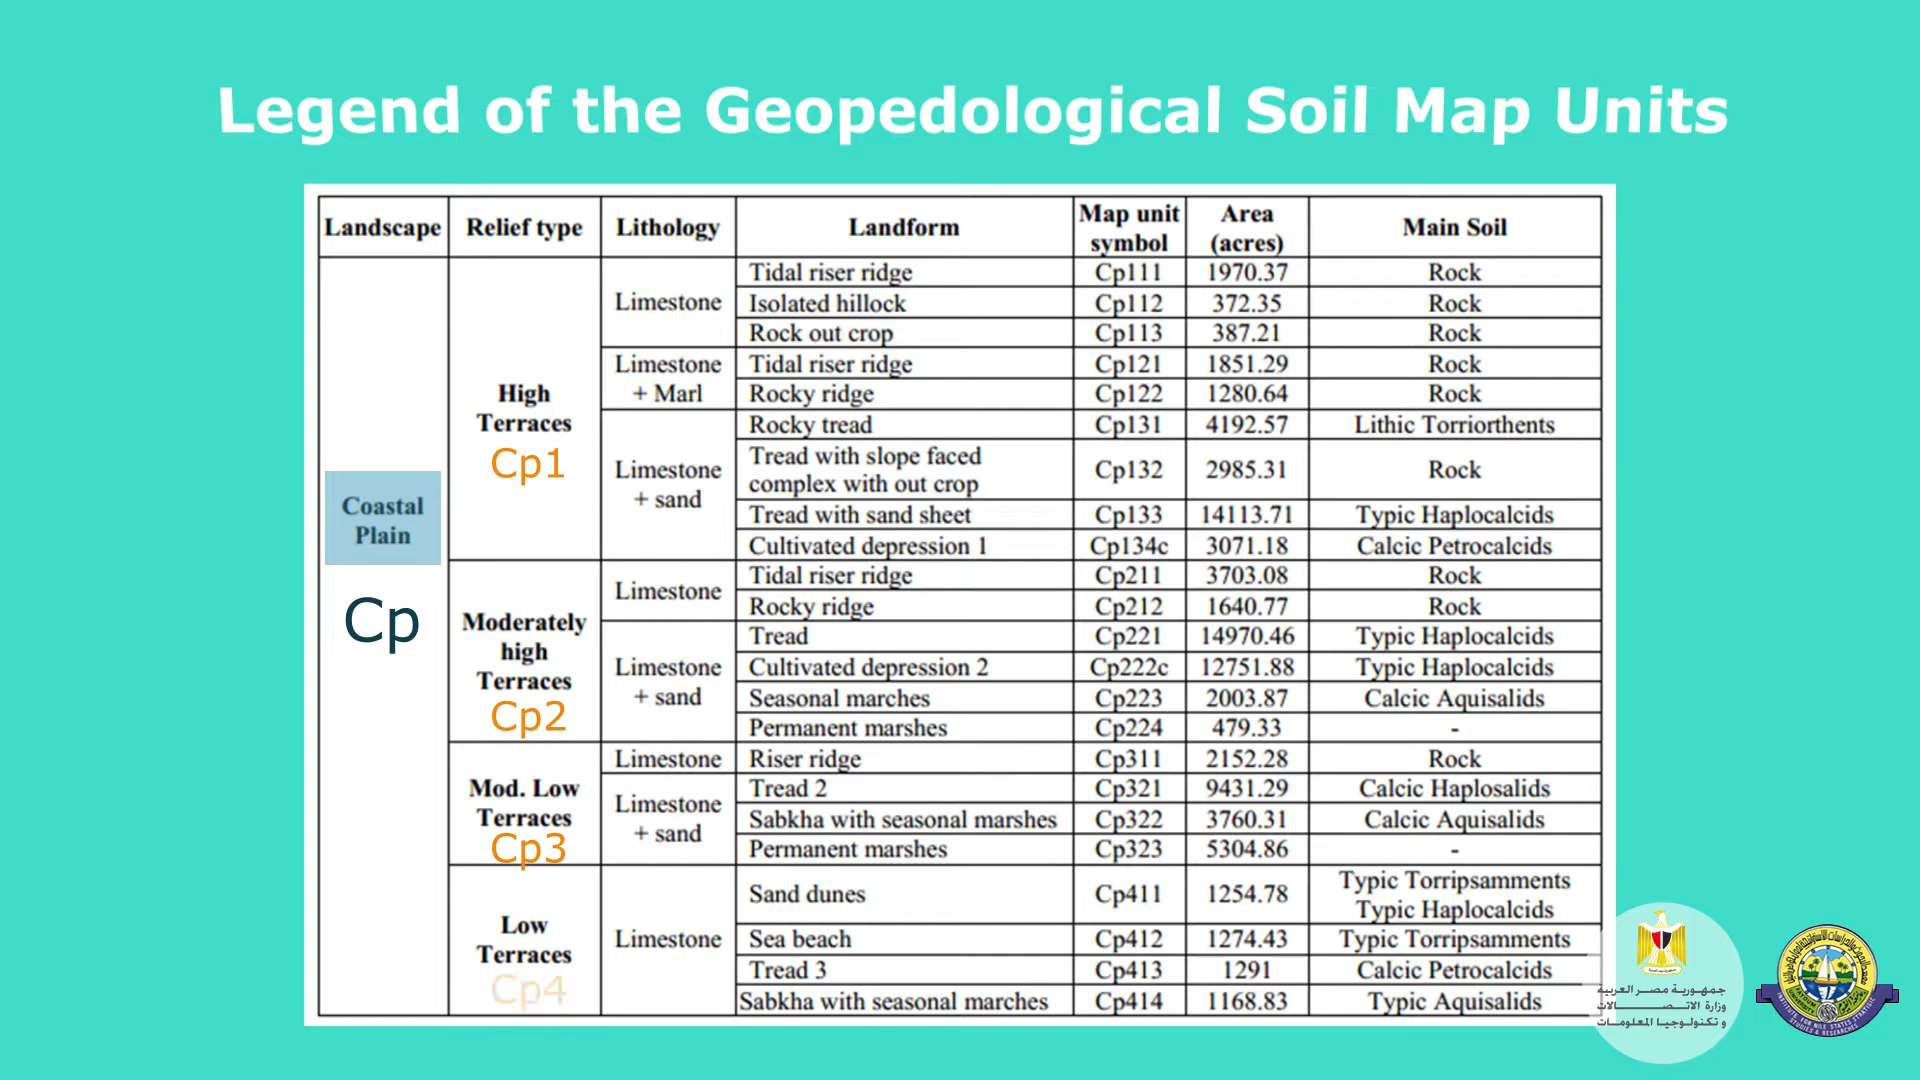 Legend of the Geopedological Soil Map Units
Landscape Relief type Lithology Landform Map unit symbol Area (acres) Main Soil
Coastal Plain
Cp
High Terraces
Cp1
Limestone
Tidal riser ridge Cp111 1970.37 Rock
Isolated hillock Cp112 372.35 Rock
Rock out crop Cp113 387.21 Rock
Limestone + Marl
Tidal riser ridge Cp121 1851.29 Rock
Rocky ridge Cp122 1280.64 Rock
Limestone + sand
Rocky tread Cp131 4192.57 Lithic Torriorthents
Tread with slope faced complex with out crop Cp132 2985.31 Rock
Tread with sand sheet Cp133 14113.71 Typic Haplocalcids
Cultivated depression 1 Cp134c 3071.18 Calcic Petrocalcids
Moderately high Terraces
Cp2
Limestone
Tidal riser ridge Cp211 3703.08 Rock
Rocky ridge Cp212 1640.77 Rock
Limestone + sand
Tread Cp221 14970.46 Typic Haplocalcids
Cultivated depression 2 Cp222c 12751.88 Typic Haplocalcids
Seasonal marches Cp223 2003.87 Calcic Aquisalids
Permanent marshes Cp224 479.33 -
Mod. Low Terraces
Cp3
Limestone
Riser ridge Cp311 2152.28 Rock
Limestone + sand
Tread 2 Cp321 9431.29 Calcic Haplosalids
Sabkha with seasonal marshes Cp322 3760.31 Calcic Aquisalids
Permanent marshes Cp323 5304.86 -
Low Terraces
Cp4
Limestone
Sand dunes Cp411 1254.78 Typic Torripsamments Typic Haplocalcids
Sea beach Cp412 1274.43 Typic Torripsamments
Tread 3 Cp413 1291 Calcic Petrocalcids
Sabkha with seasonal marches Cp414 1168.83 Typic Aquisalids
جمهورية مصر العربية
وزارة الاتصالات
و تكنولوجيا المعلومات